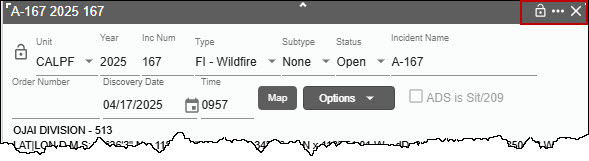 A-167 2025 167
Unit Year Inc Num Type Subtype Status Incident Name
CALPF 2025 167 FI - Wildfire None Open A-167
Order Number Discovery Date Time
04/17/2025 0957 Map Options ADS is Sit/209
OJAI DIVISION - 513